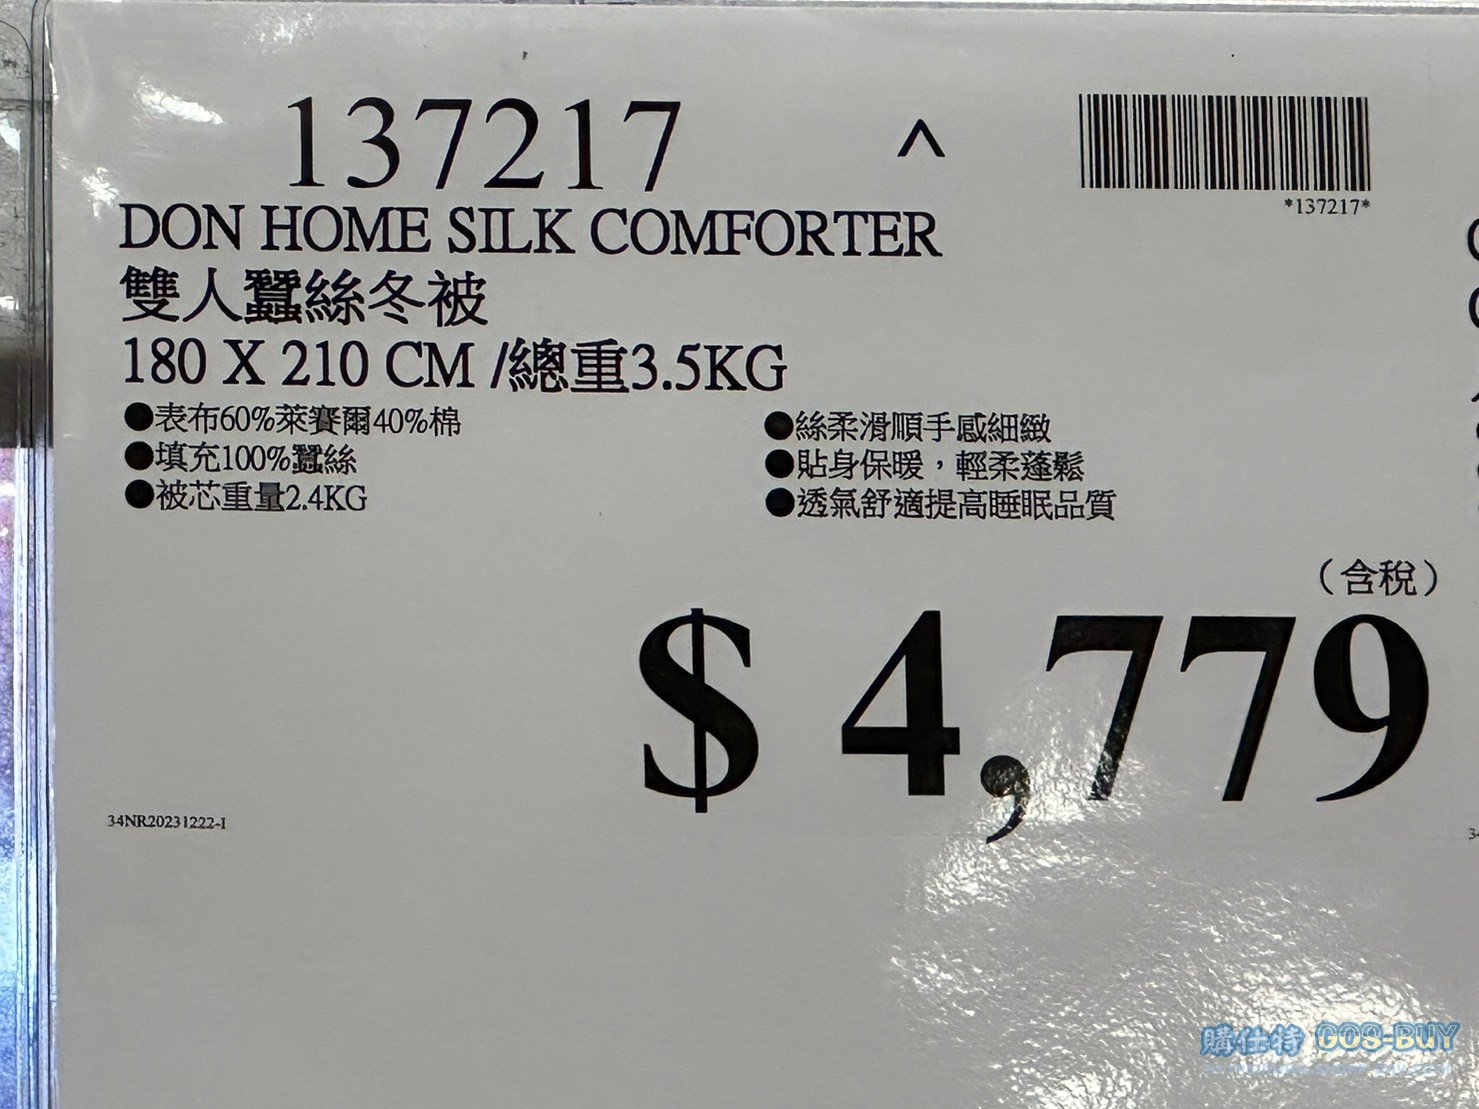 137217 ^
*137217*
DON HOME SILK COMFORTER
雙人蠶絲冬被
180 X 210 CM /總重3.5KG
●表布60%萊賽爾40%棉
●填充100%蠶絲
●被芯重量2.4KG
●絲柔滑順手感細緻
●貼身保暖，輕柔蓬鬆
●透氣舒適提高睡眠品質
（含稅）
$ 4,779
34NR20231222-1
購仕特 COS-BUY